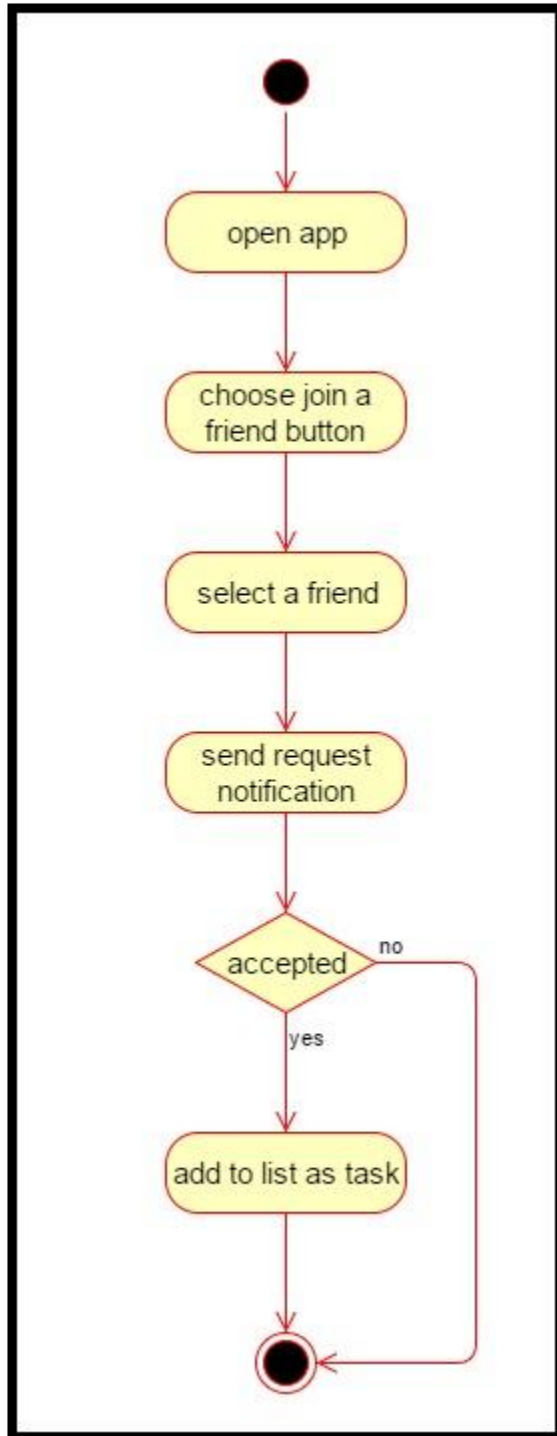 open app
choose join a
friend button
select a friend
send request
notification
accepted
no
yes
add to list as task